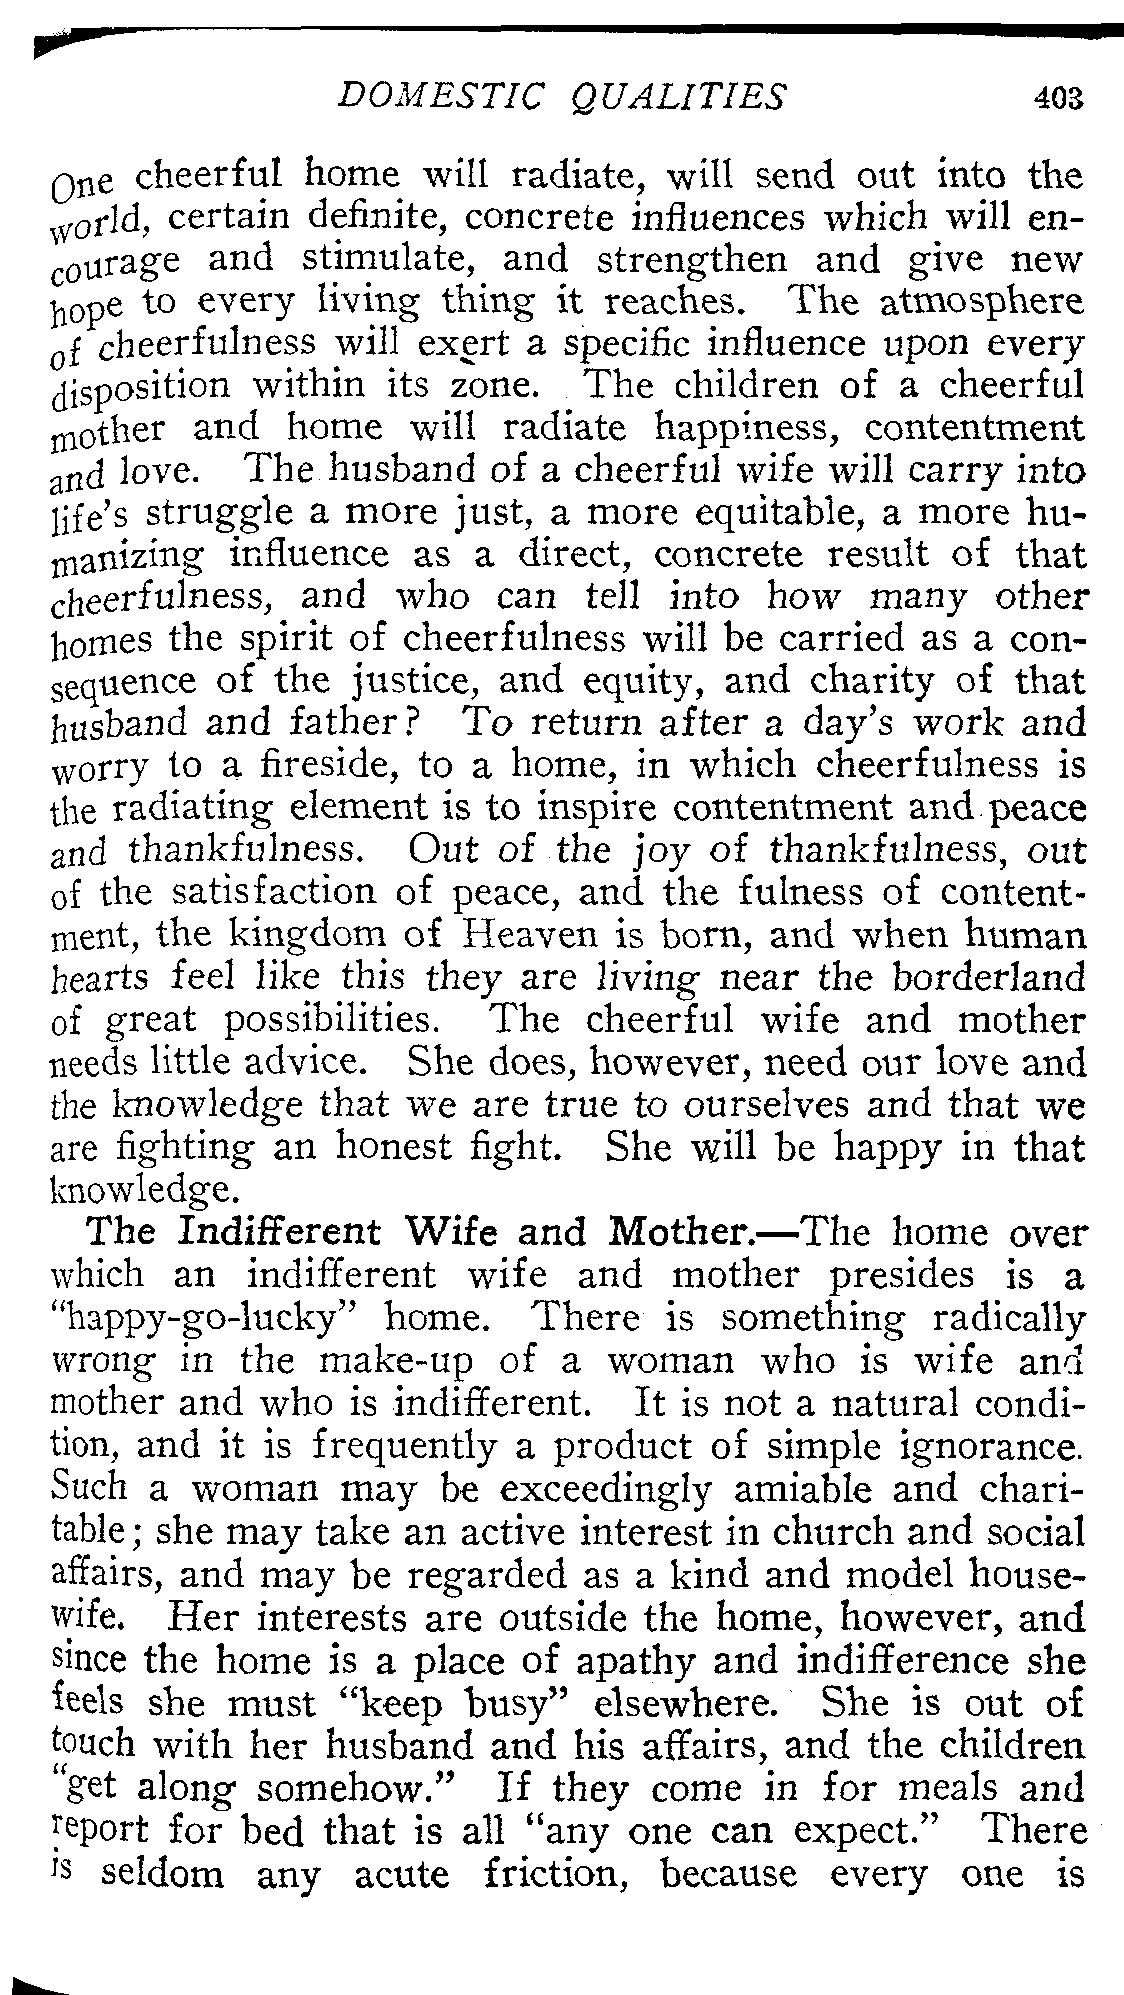 DOMESTIC QUALITIES 403
One cheerful home will radiate, will send out into the
world, certain definite, concrete influences which will en-
courage and stimulate, and strengthen and give new
hope to every living thing it reaches. The atmosphere
of cheerfulness will exert a specific influence upon every
disposition within its zone. The children of a cheerful
mother and home will radiate happiness, contentment
and love. The husband of a cheerful wife will carry into
life's struggle a more just, a more equitable, a more hu-
manizing influence as a direct, concrete result of that
cheerfulness, and who can tell into how many other
homes the spirit of cheerfulness will be carried as a con-
sequence of the justice, and equity, and charity of that
husband and father? To return after a day's work and
worry to a fireside, to a home, in which cheerfulness is
the radiating element is to inspire contentment and peace
and thankfulness. Out of the joy of thankfulness, out
of the satisfaction of peace, and the fulness of content-
ment, the kingdom of Heaven is born, and when human
hearts feel like this they are living near the borderland
of great possibilities. The cheerful wife and mother
needs little advice. She does, however, need our love and
the knowledge that we are true to ourselves and that we
are fighting an honest fight. She will be happy in that
knowledge.
The Indifferent Wife and Mother.—The home over
which an indifferent wife and mother presides is a
"happy-go-lucky" home. There is something radically
wrong in the make-up of a woman who is wife and
mother and who is indifferent. It is not a natural condi-
tion, and it is frequently a product of simple ignorance.
Such a woman may be exceedingly amiable and chari-
table; she may take an active interest in church and social
affairs, and may be regarded as a kind and model house-
wife. Her interests are outside the home, however, and
since the home is a place of apathy and indifference she
feels she must "keep busy" elsewhere. She is out of
touch with her husband and his affairs, and the children
"get along somehow." If they come in for meals and
report for bed that is all "any one can expect." There
is seldom any acute friction, because every one is